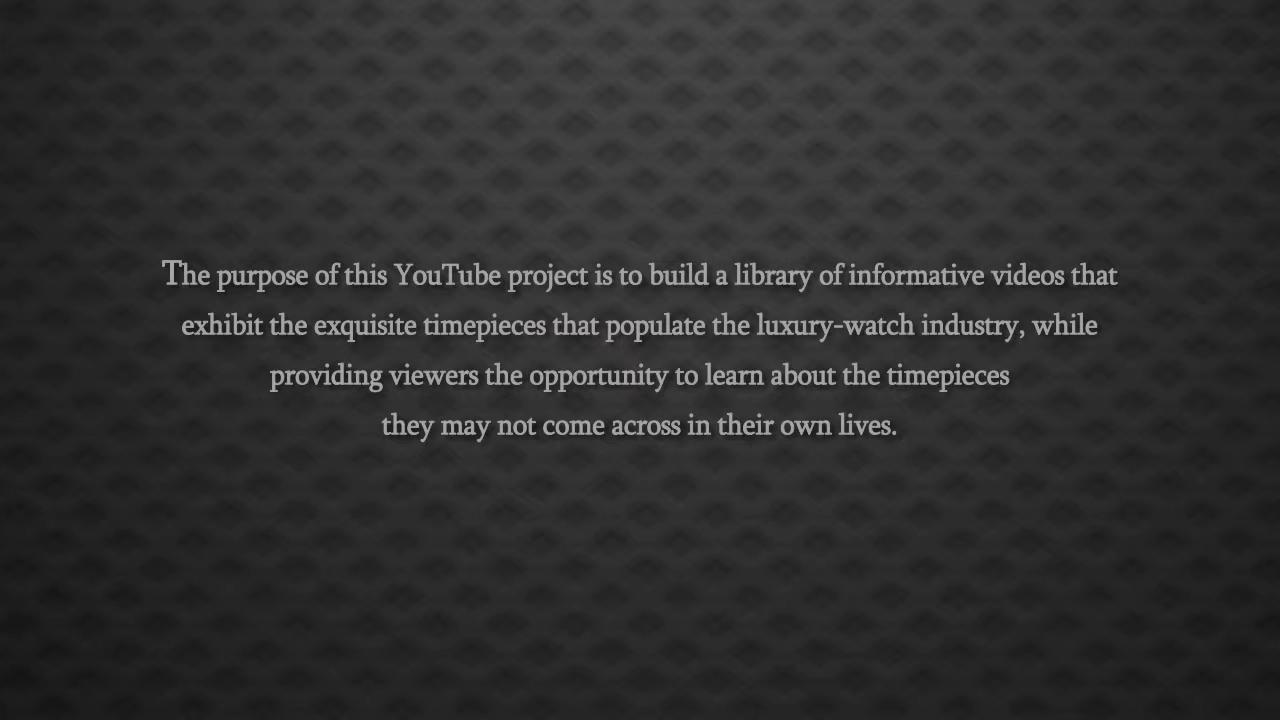 The purpose of this YouTube project is to build a library of informative videos that
exhibit the exquisite timepieces that populate the luxury-watch industry, while
providing viewers the opportunity to learn about the timepieces
they may not come across in their own lives.